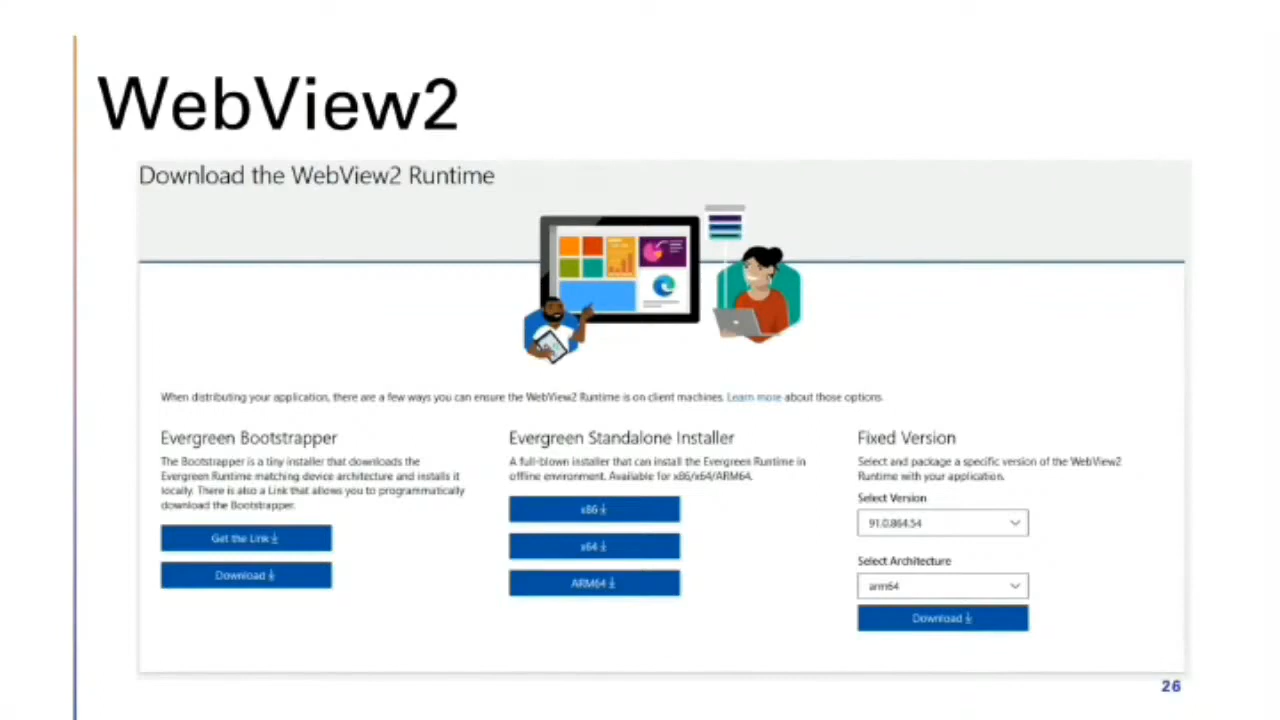 WebView2
Download the WebView2 Runtime
When distributing your application, there are a few ways you can ensure the WebView2 Runtime is on client machines. Learn more about those options.
Evergreen Bootstrapper
The Bootstrapper is a tiny installer that downloads the
Evergreen Runtime matching device architecture and installs it
locally. There is also a Link that allows you to programmatically
download the Bootstrapper.
Get the Link
Download
Evergreen Standalone Installer
A full-blown installer that can install the Evergreen Runtime in
offline environment. Available for x86/x64/ARM64.
x86
x64
ARM64
Fixed Version
Select and package a specific version of the WebView2
Runtime with your application.
Select Version
91.0.864.54
Select Architecture
arm64
Download
26